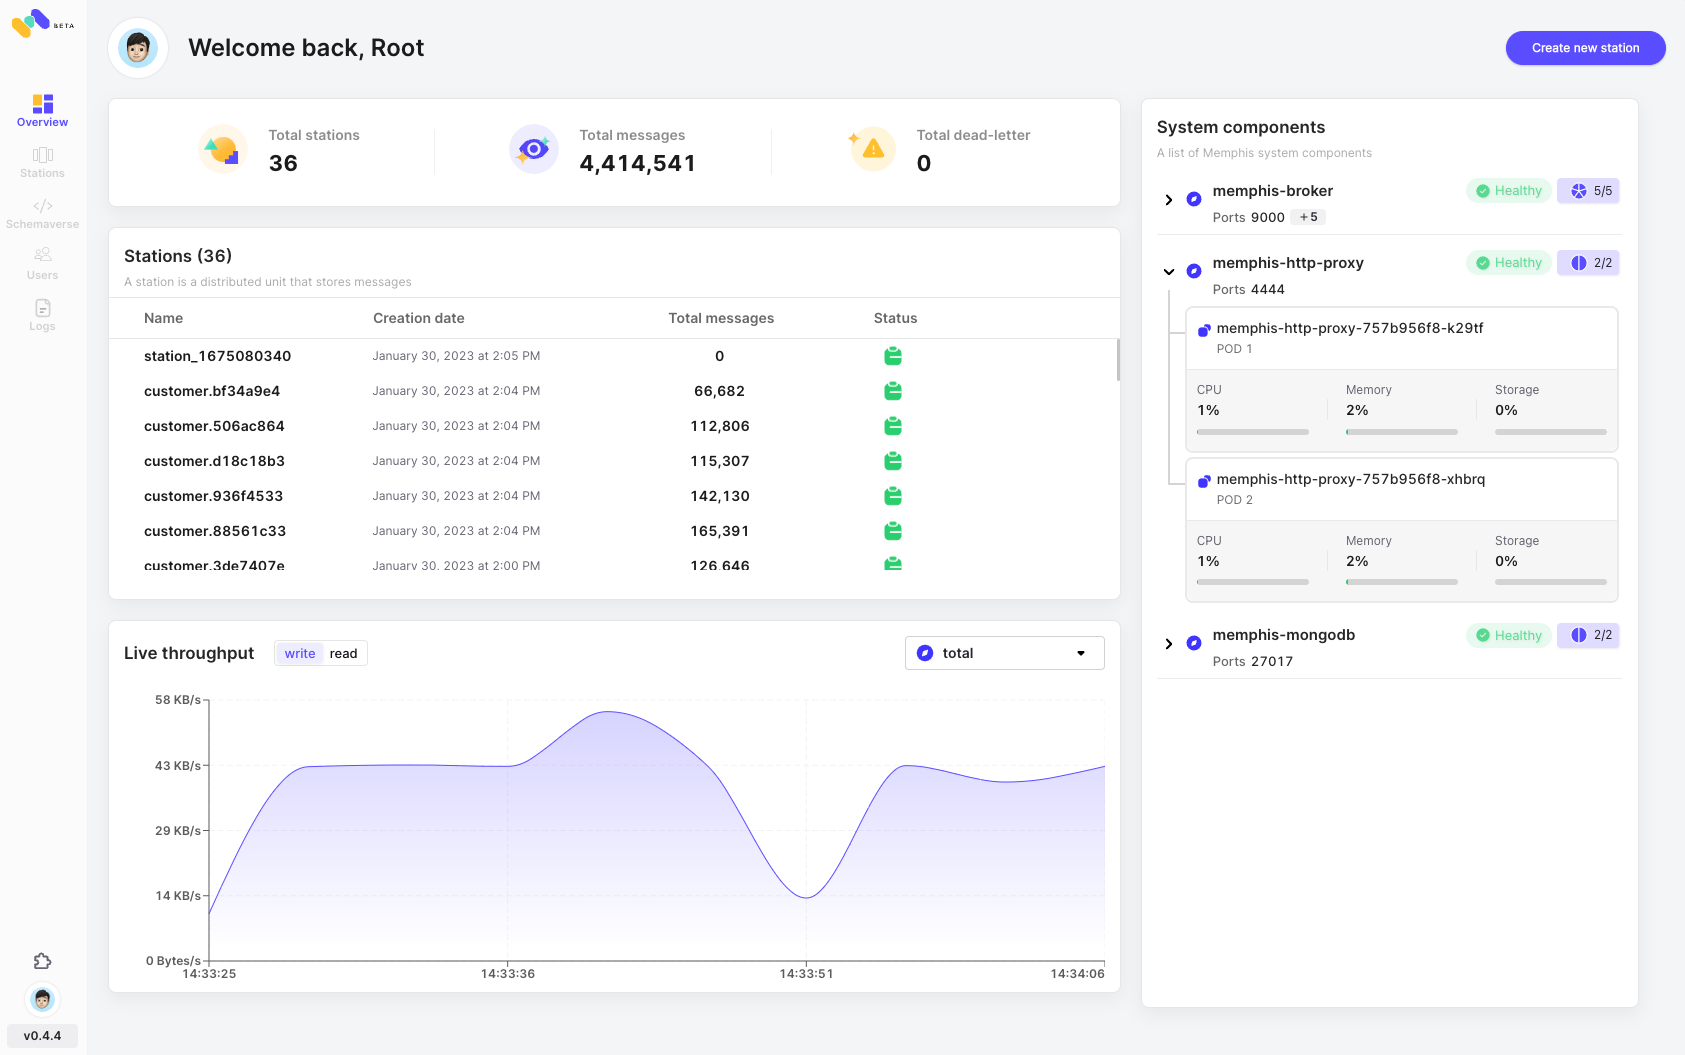 BETA
Overview
Stations
Schemaverse
Users
Logs
v0.4.4
Welcome back, Root
Create new station
Total stations
36
Total messages
4,414,541
Total dead-letter
0
Stations (36)
A station is a distributed unit that stores messages
Name Creation date Total messages Status
station_1675080340 January 30, 2023 at 2:05 PM 0
customer.bf34a9e4 January 30, 2023 at 2:04 PM 66,682
customer.506ac864 January 30, 2023 at 2:04 PM 112,806
customer.d18c18b3 January 30, 2023 at 2:04 PM 115,307
customer.936f4533 January 30, 2023 at 2:04 PM 142,130
customer.88561c33 January 30, 2023 at 2:04 PM 165,391
customer.3de7407e January 30, 2023 at 2:00 PM 126,646
Live throughput write read total
58 KB/s
43 KB/s
29 KB/s
14 KB/s
0 Bytes/s
14:33:25 14:33:36 14:33:51 14:34:06
System components
A list of Memphis system components
memphis-broker Healthy 5/5
Ports 9000 +5
memphis-http-proxy Healthy 2/2
Ports 4444
memphis-http-proxy-757b956f8-k29tf
POD 1
CPU Memory Storage
1% 2% 0%
memphis-http-proxy-757b956f8-xhbrq
POD 2
CPU Memory Storage
1% 2% 0%
memphis-mongodb Healthy 2/2
Ports 27017